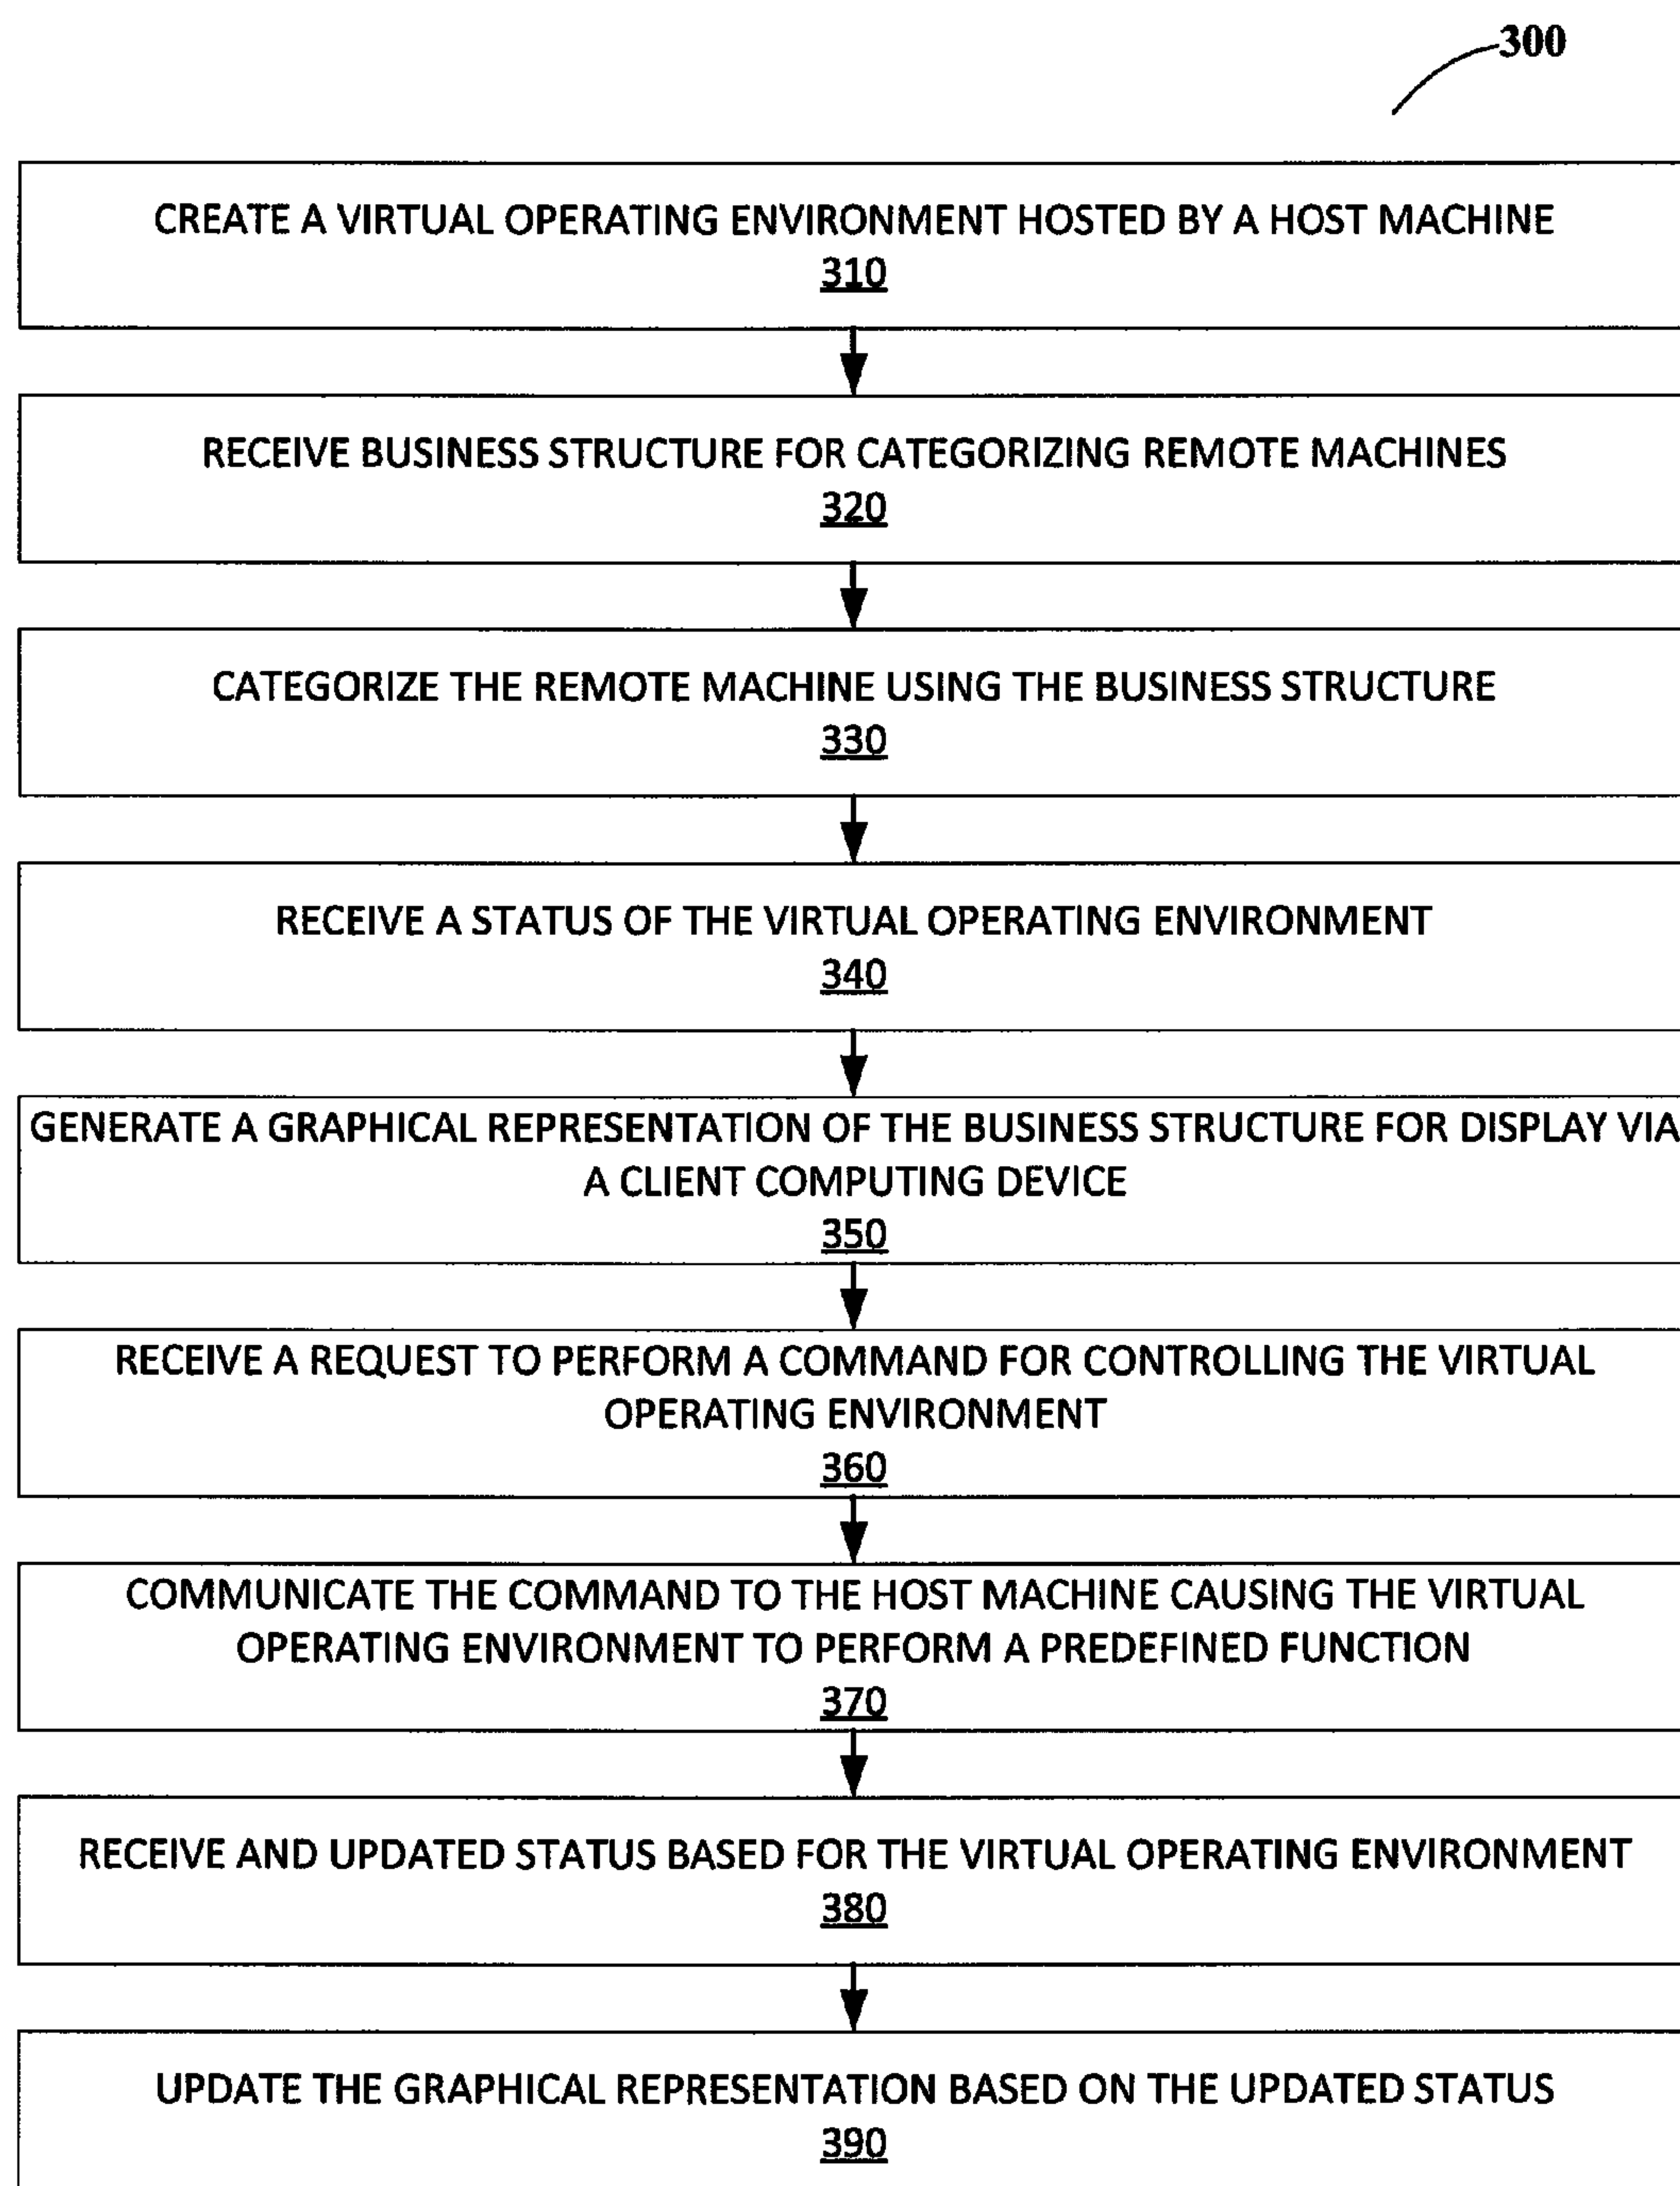 300
CREATE A VIRTUAL OPERATING ENVIRONMENT HOSTED BY A HOST MACHINE
310
RECEIVE BUSINESS STRUCTURE FOR CATEGORIZING REMOTE MACHINES
320
CATEGORIZE THE REMOTE MACHINE USING THE BUSINESS STRUCTURE
330
RECEIVE A STATUS OF THE VIRTUAL OPERATING ENVIRONMENT
340
GENERATE A GRAPHICAL REPRESENTATION OF THE BUSINESS STRUCTURE FOR DISPLAY VIA
A CLIENT COMPUTING DEVICE
350
RECEIVE A REQUEST TO PERFORM A COMMAND FOR CONTROLLING THE VIRTUAL
OPERATING ENVIRONMENT
360
COMMUNICATE THE COMMAND TO THE HOST MACHINE CAUSING THE VIRTUAL
OPERATING ENVIRONMENT TO PERFORM A PREDEFINED FUNCTION
370
RECEIVE AND UPDATED STATUS BASED FOR THE VIRTUAL OPERATING ENVIRONMENT
380
UPDATE THE GRAPHICAL REPRESENTATION BASED ON THE UPDATED STATUS
390